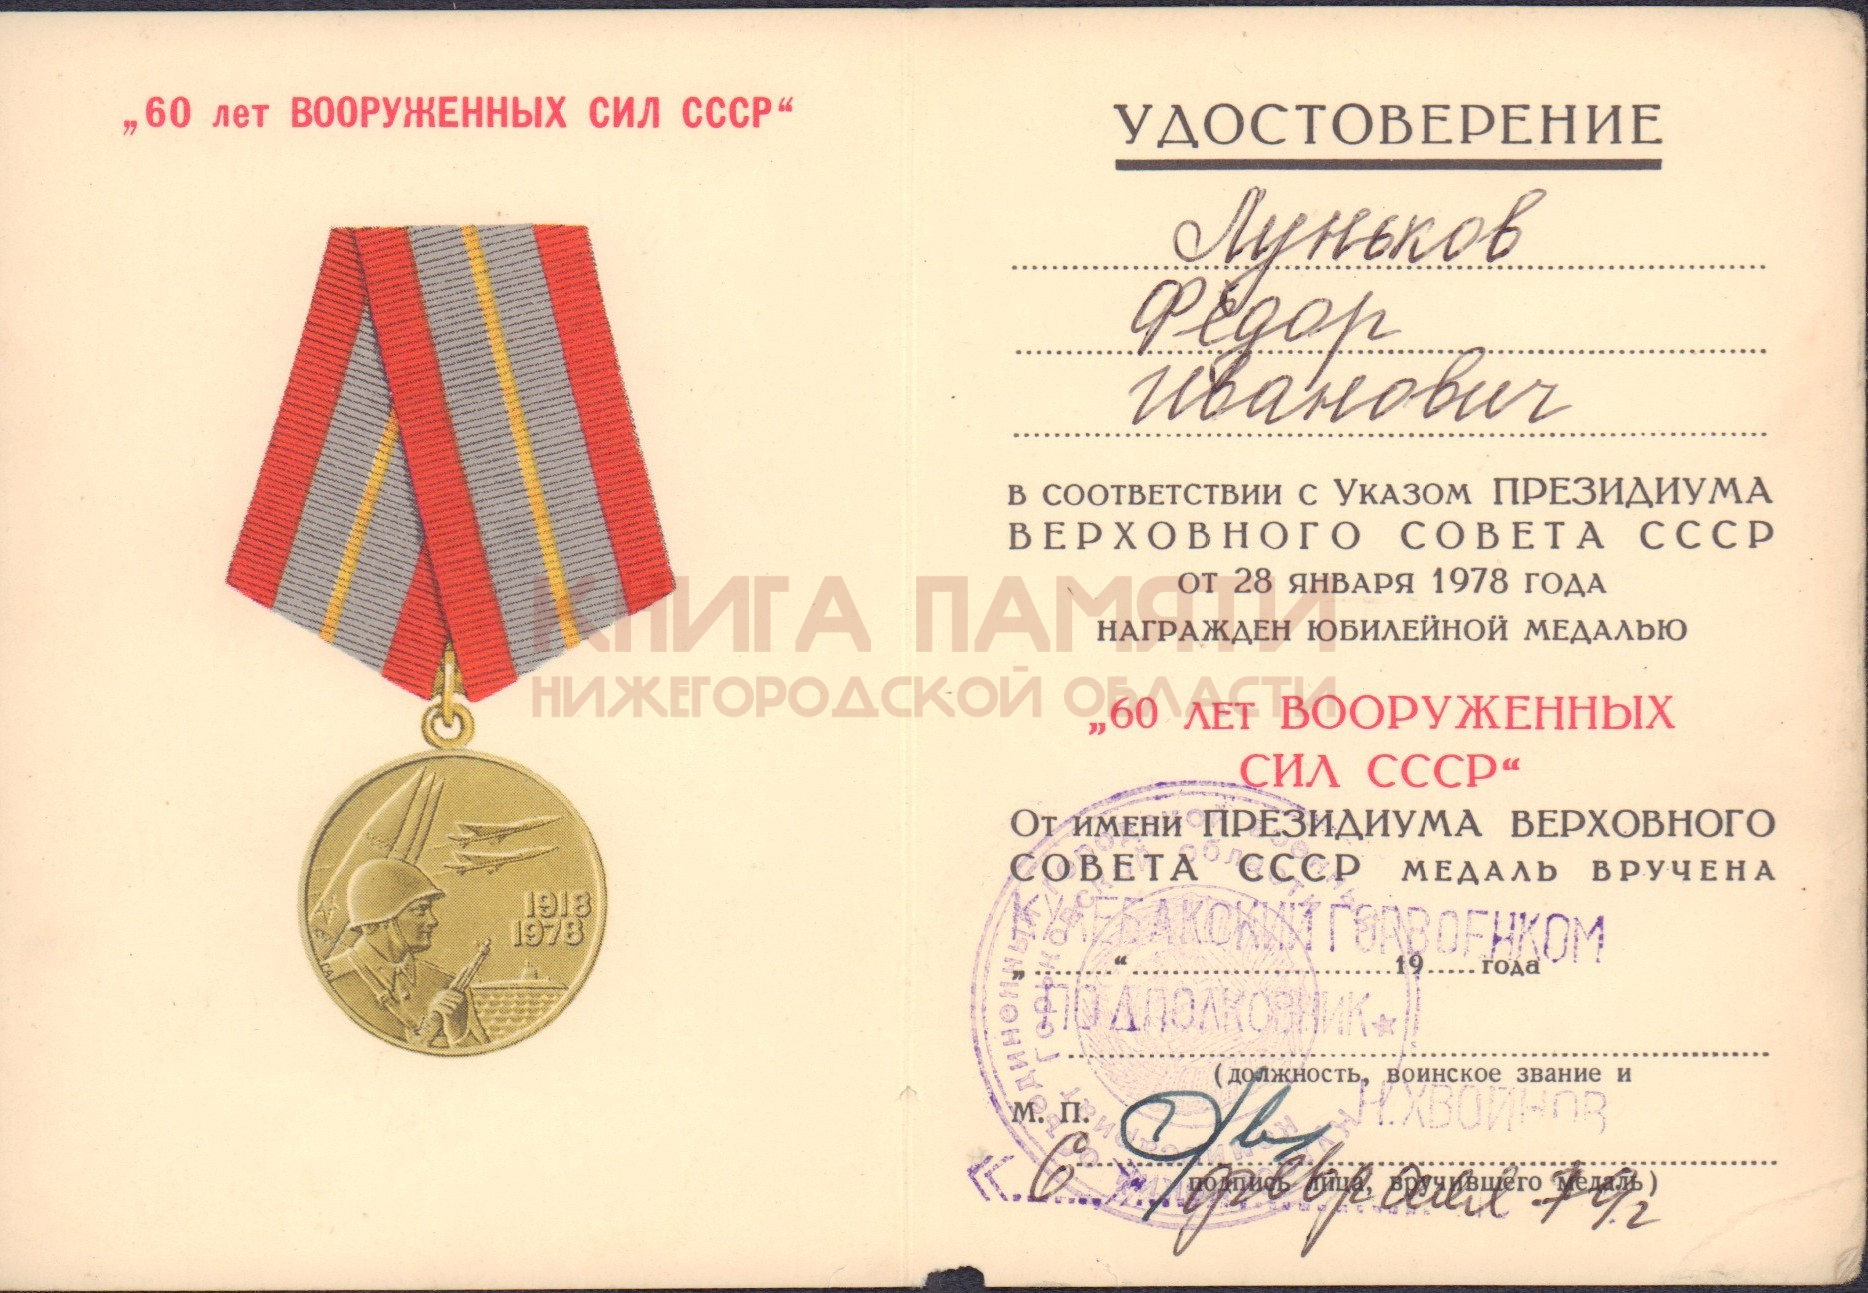 „60 лет ВООРУЖЕННЫХ СИЛ СССР“
1918
1978
УДОСТОВЕРЕНИЕ
Луньков
Фёдор
Иванович
в соответствии с Указом ПРЕЗИДИУМА
ВЕРХОВНОГО СОВЕТА СССР
от 28 января 1978 года
награжден юбилейной медалью
„60 лет ВООРУЖЕННЫХ
СИЛ СССР“
От имени ПРЕЗИДИУМА ВЕРХОВНОГО
СОВЕТА СССР медаль вручена
КУЛЕБАКСКИЙ ГОРВОЕНКОМ
„......“....................19.....года
ПОДПОЛКОВНИК
(должность, воинское звание и
Н.ХВОЙНОВ
М. П.
подпись лица, вручившего медаль)
« 6 » февраля 79г
КНИГА ПАМЯТИ
НИЖЕГОРОДСКОЙ ОБЛАСТИ